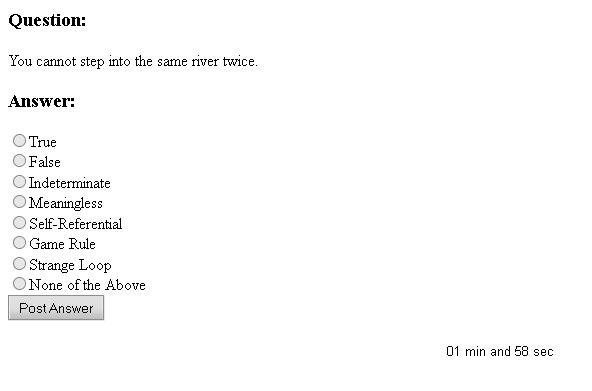 Question:
You cannot step into the same river twice.
Answer:
True
False
Indeterminate
Meaningless
Self-Referential
Game Rule
Strange Loop
None of the Above
Post Answer
01 min and 58 sec